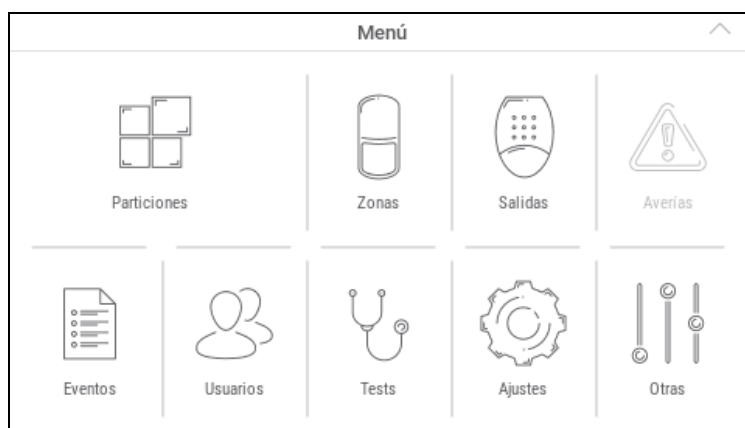 Menú
Particiones
Zonas
Salidas
Averías
Eventos
Usuarios
Tests
Ajustes
Otras